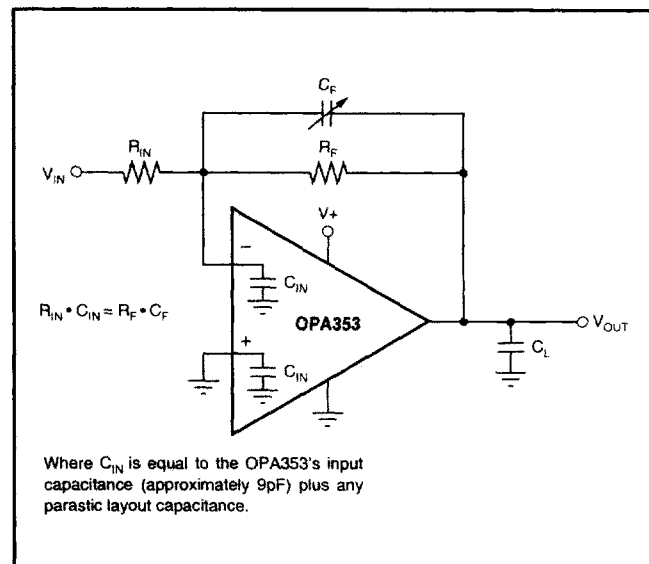 C_F
R_IN
R_F
V_IN
V+
−
C_IN
R_IN • C_IN = R_F • C_F
OPA353
V_OUT
+
C_IN
C_L
Where C_IN is equal to the OPA353's input
capacitance (approximately 9pF) plus any
parastic layout capacitance.